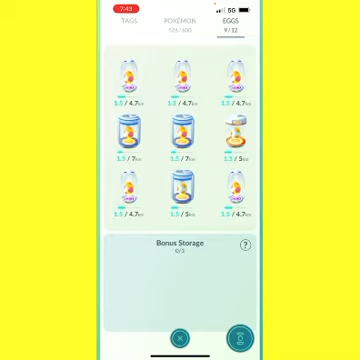 7:43
5G
TAGS POKÉMON EGGS
526 / 600 9 / 12
1.5 / 4.7km 1.5 / 4.7km 1.5 / 4.7km
1.5 / 7km 1.5 / 7km 1.5 / 5km
1.5 / 4.7km 1.5 / 5km 1.5 / 4.7km
Bonus Storage ?
0/3